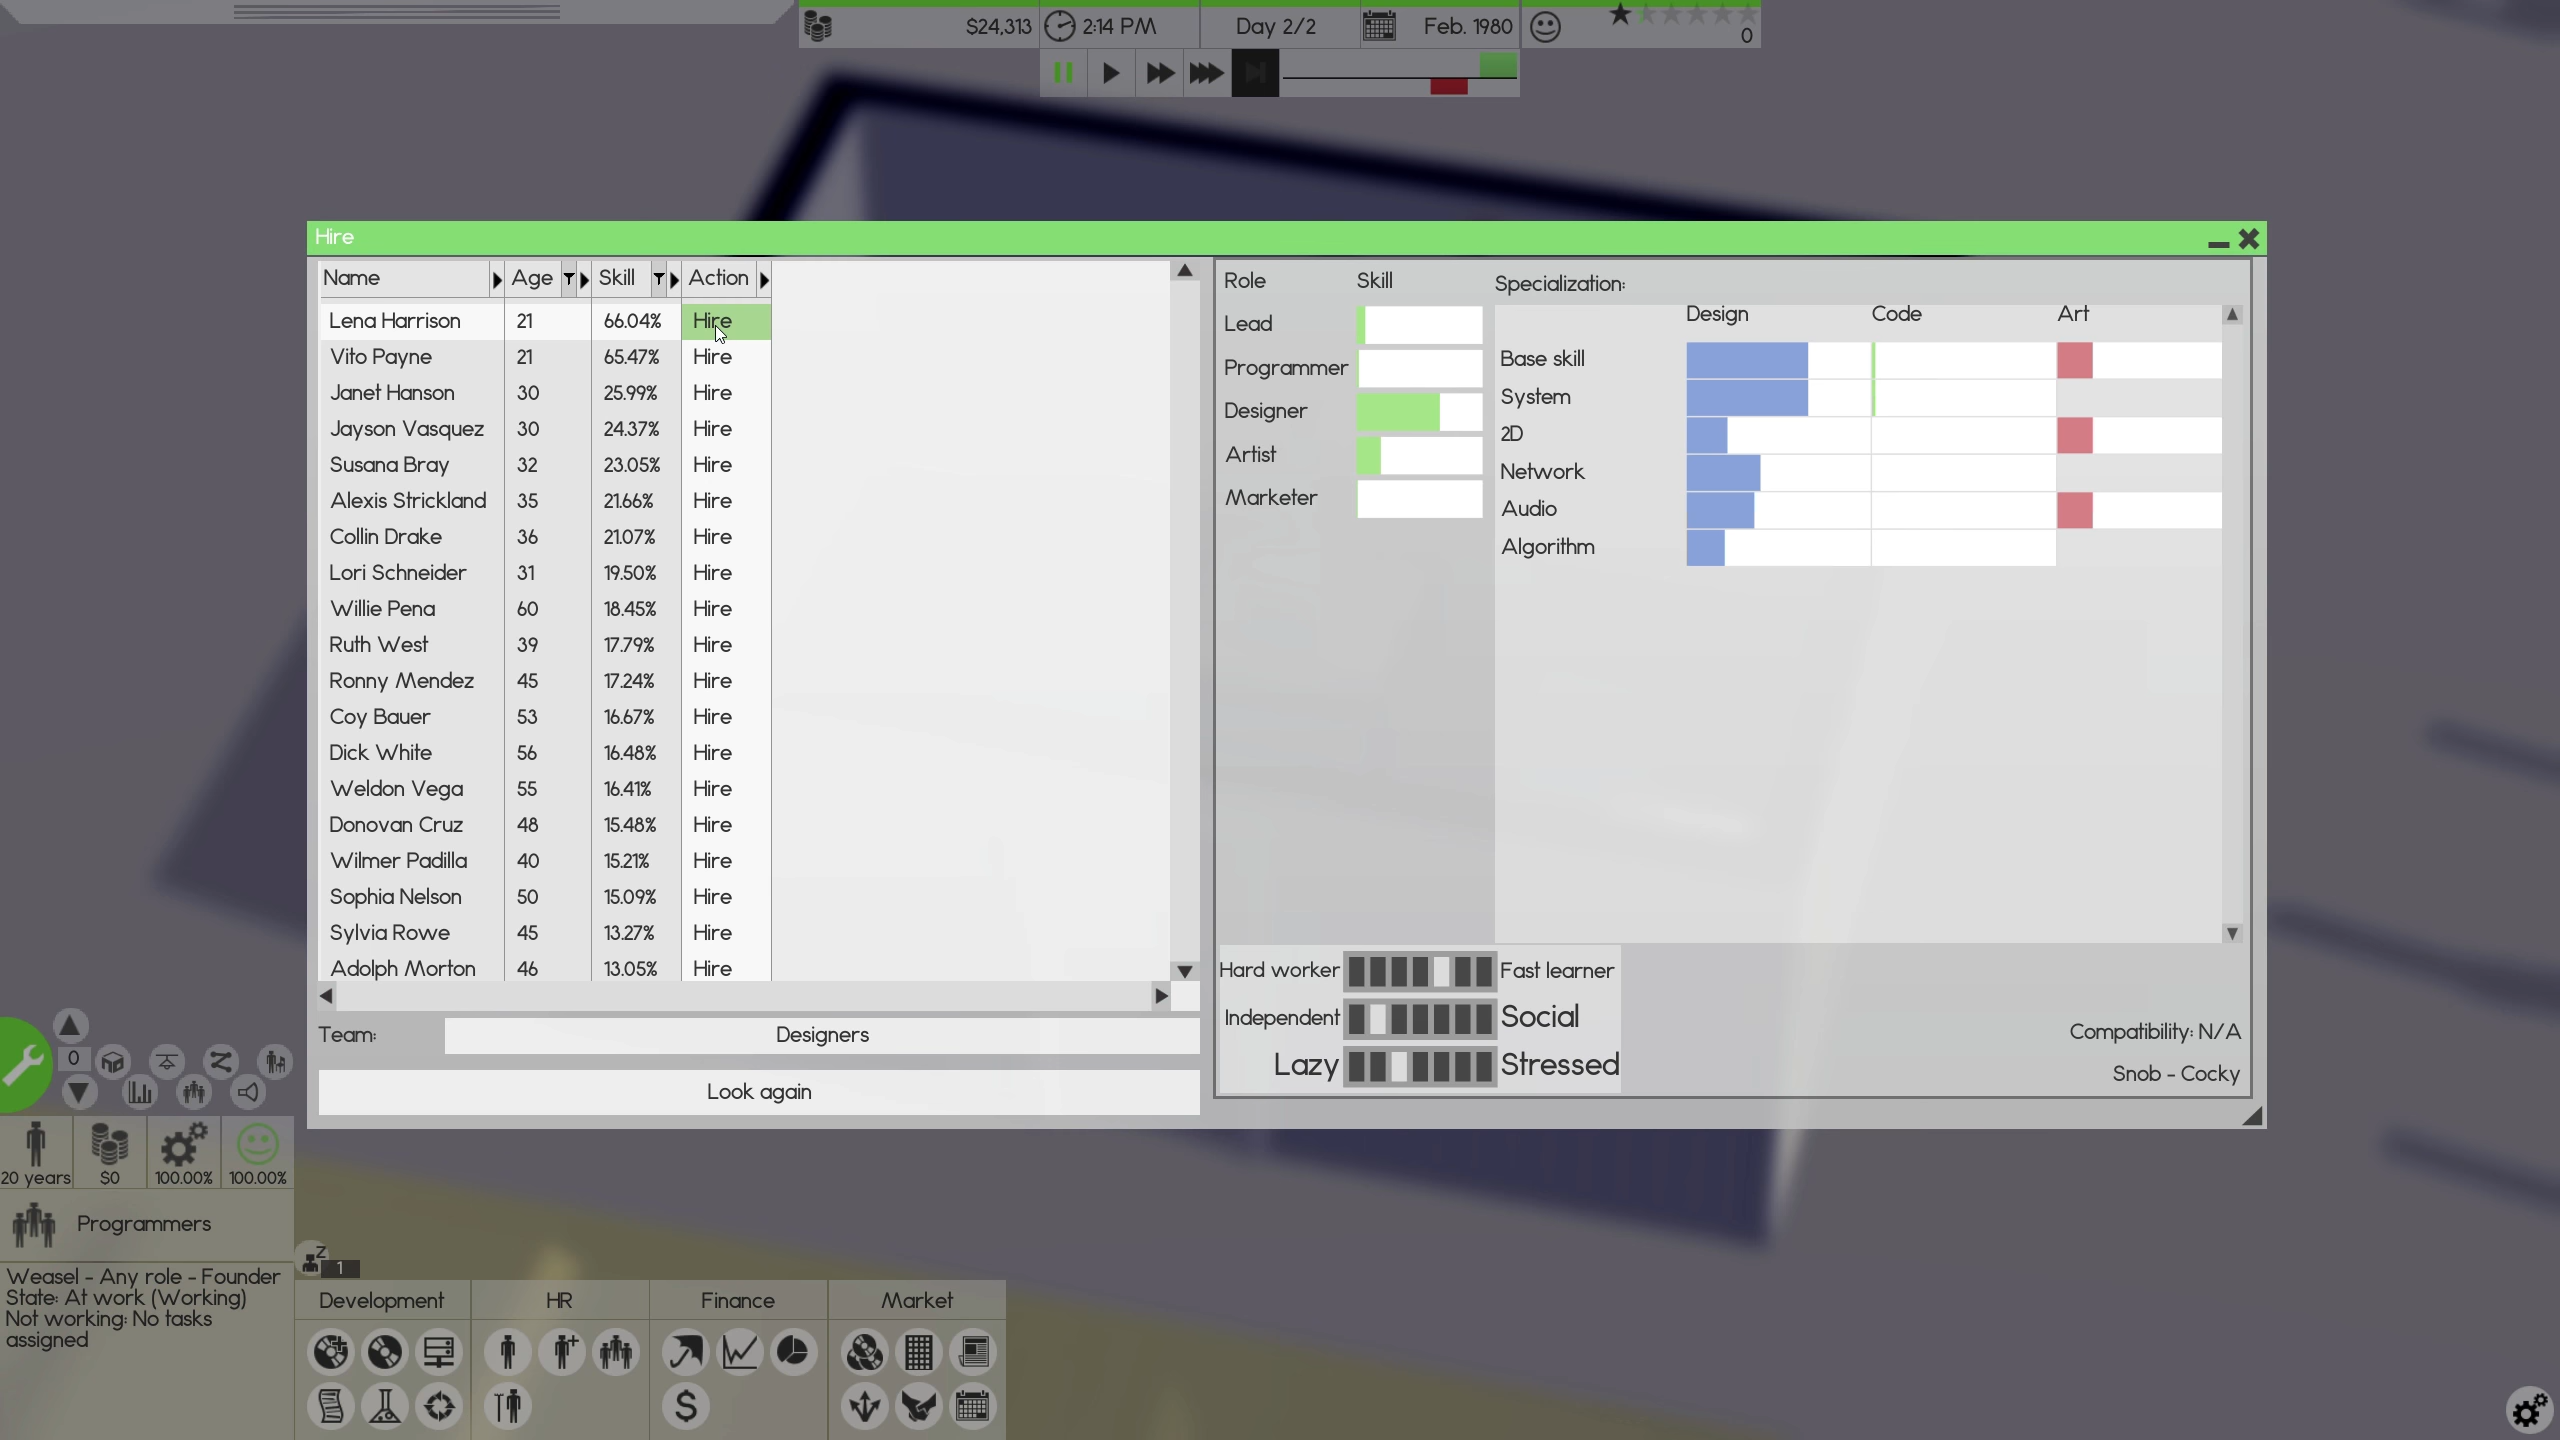 $24,313 2:14 PM Day 2/2 Feb. 1980 0
Hire
Name Age Skill Action
Lena Harrison 21 66.04% Hire
Vito Payne 21 65.47% Hire
Janet Hanson 30 25.99% Hire
Jayson Vasquez 30 24.37% Hire
Susana Bray 32 23.05% Hire
Alexis Strickland 35 21.66% Hire
Collin Drake 36 21.07% Hire
Lori Schneider 31 19.50% Hire
Willie Pena 60 18.45% Hire
Ruth West 39 17.79% Hire
Ronny Mendez 45 17.24% Hire
Coy Bauer 53 16.67% Hire
Dick White 56 16.48% Hire
Weldon Vega 55 16.41% Hire
Donovan Cruz 48 15.48% Hire
Wilmer Padilla 40 15.21% Hire
Sophia Nelson 50 15.09% Hire
Sylvia Rowe 45 13.27% Hire
Adolph Morton 46 13.05% Hire
Team: Designers
Look again
Role Skill
Lead
Programmer
Designer
Artist
Marketer
Specialization:
Design Code Art
Base skill
System
2D
Network
Audio
Algorithm
Hard worker Fast learner
Independent Social
Lazy Stressed
Compatibility: N/A
Snob - Cocky
0
20 years $0 100.00% 100.00%
Programmers
Weasel - Any role - Founder
State: At work (Working)
Not working: No tasks
assigned
Z
1
Development HR Finance Market